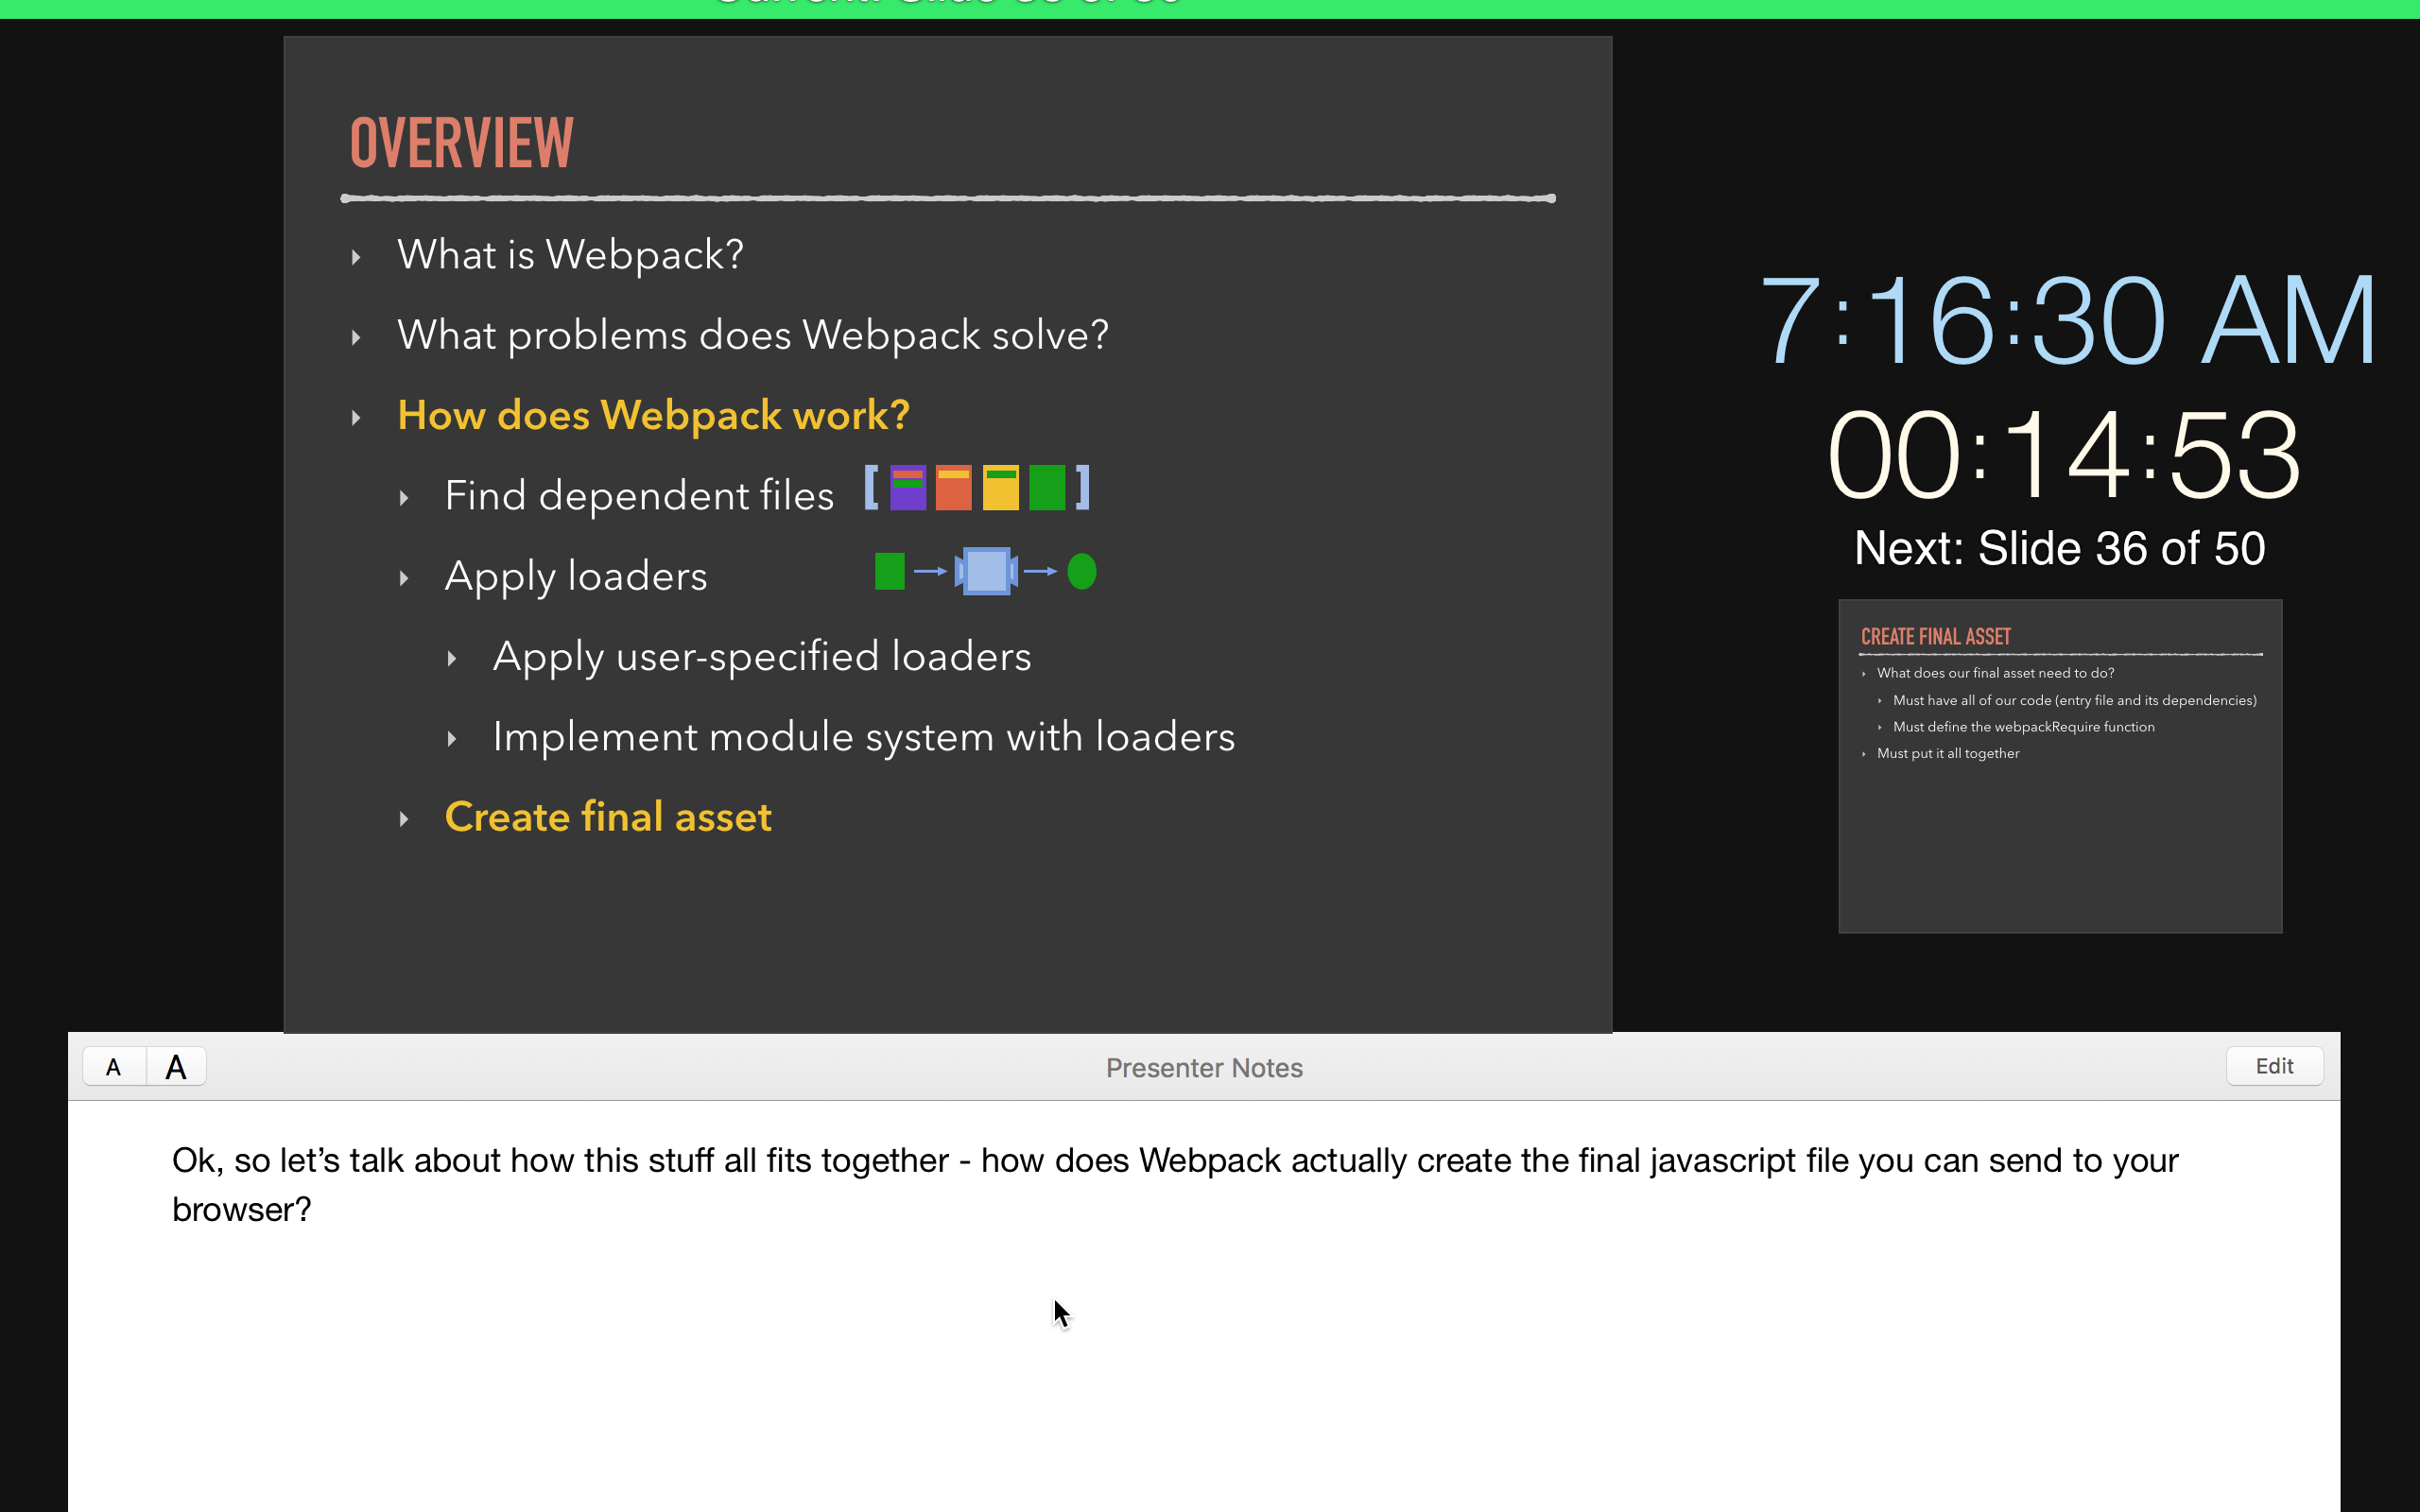 OVERVIEW
What is Webpack?
What problems does Webpack solve?
How does Webpack work?
Find dependent files
Apply loaders
Apply user-specified loaders
Implement module system with loaders
Create final asset
7:16:30 AM
00:14:53
Next: Slide 36 of 50
CREATE FINAL ASSET
What does our final asset need to do?
Must have all of our code (entry file and its dependencies)
Must define the webpackRequire function
Must put it all together
A A Presenter Notes Edit
Ok, so let’s talk about how this stuff all fits together - how does Webpack actually create the final javascript file you can send to your
browser?